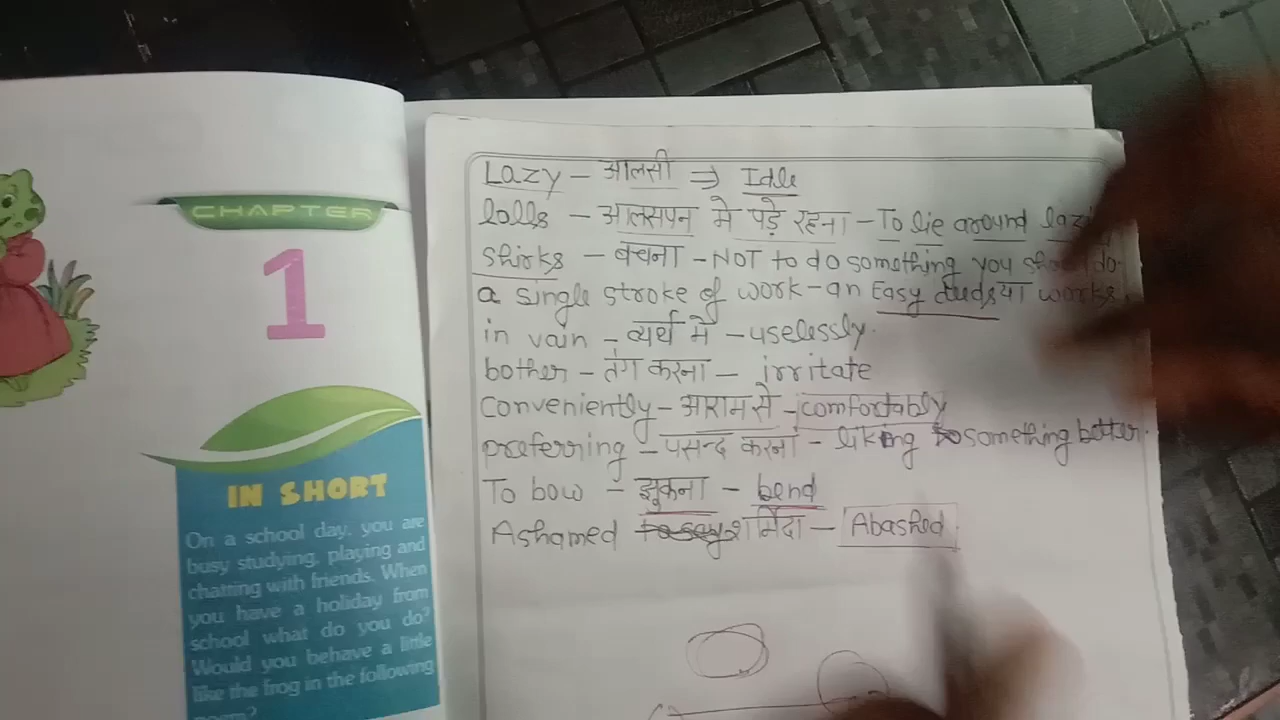 CHAPTER
1
IN SHORT
On a school day, you are
busy studying, playing and
chatting with friends. When
you have a holiday from
school what do you do?
Would you behave a little
like the frog in the following
poem?
Lazy – आलसी ⇒ Idle
lolls – आलसपन मे पड़े रहना – To lie around
shirks – बचना – NOT to do something you do.
a single stroke of work – an Easy या works.
in vain – व्यर्थ मे – uselessly.
bother – तंग करना – irritate
Conveniently – आराम से – comfortably
preferring – पसन्द करना – liking something better.
To bow – झुकना – bend
Ashamed शर्मिंदा – Abashed.